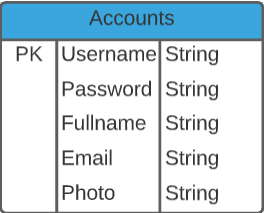 Accounts
PK Username String
Password String
Fullname String
Email String
Photo String